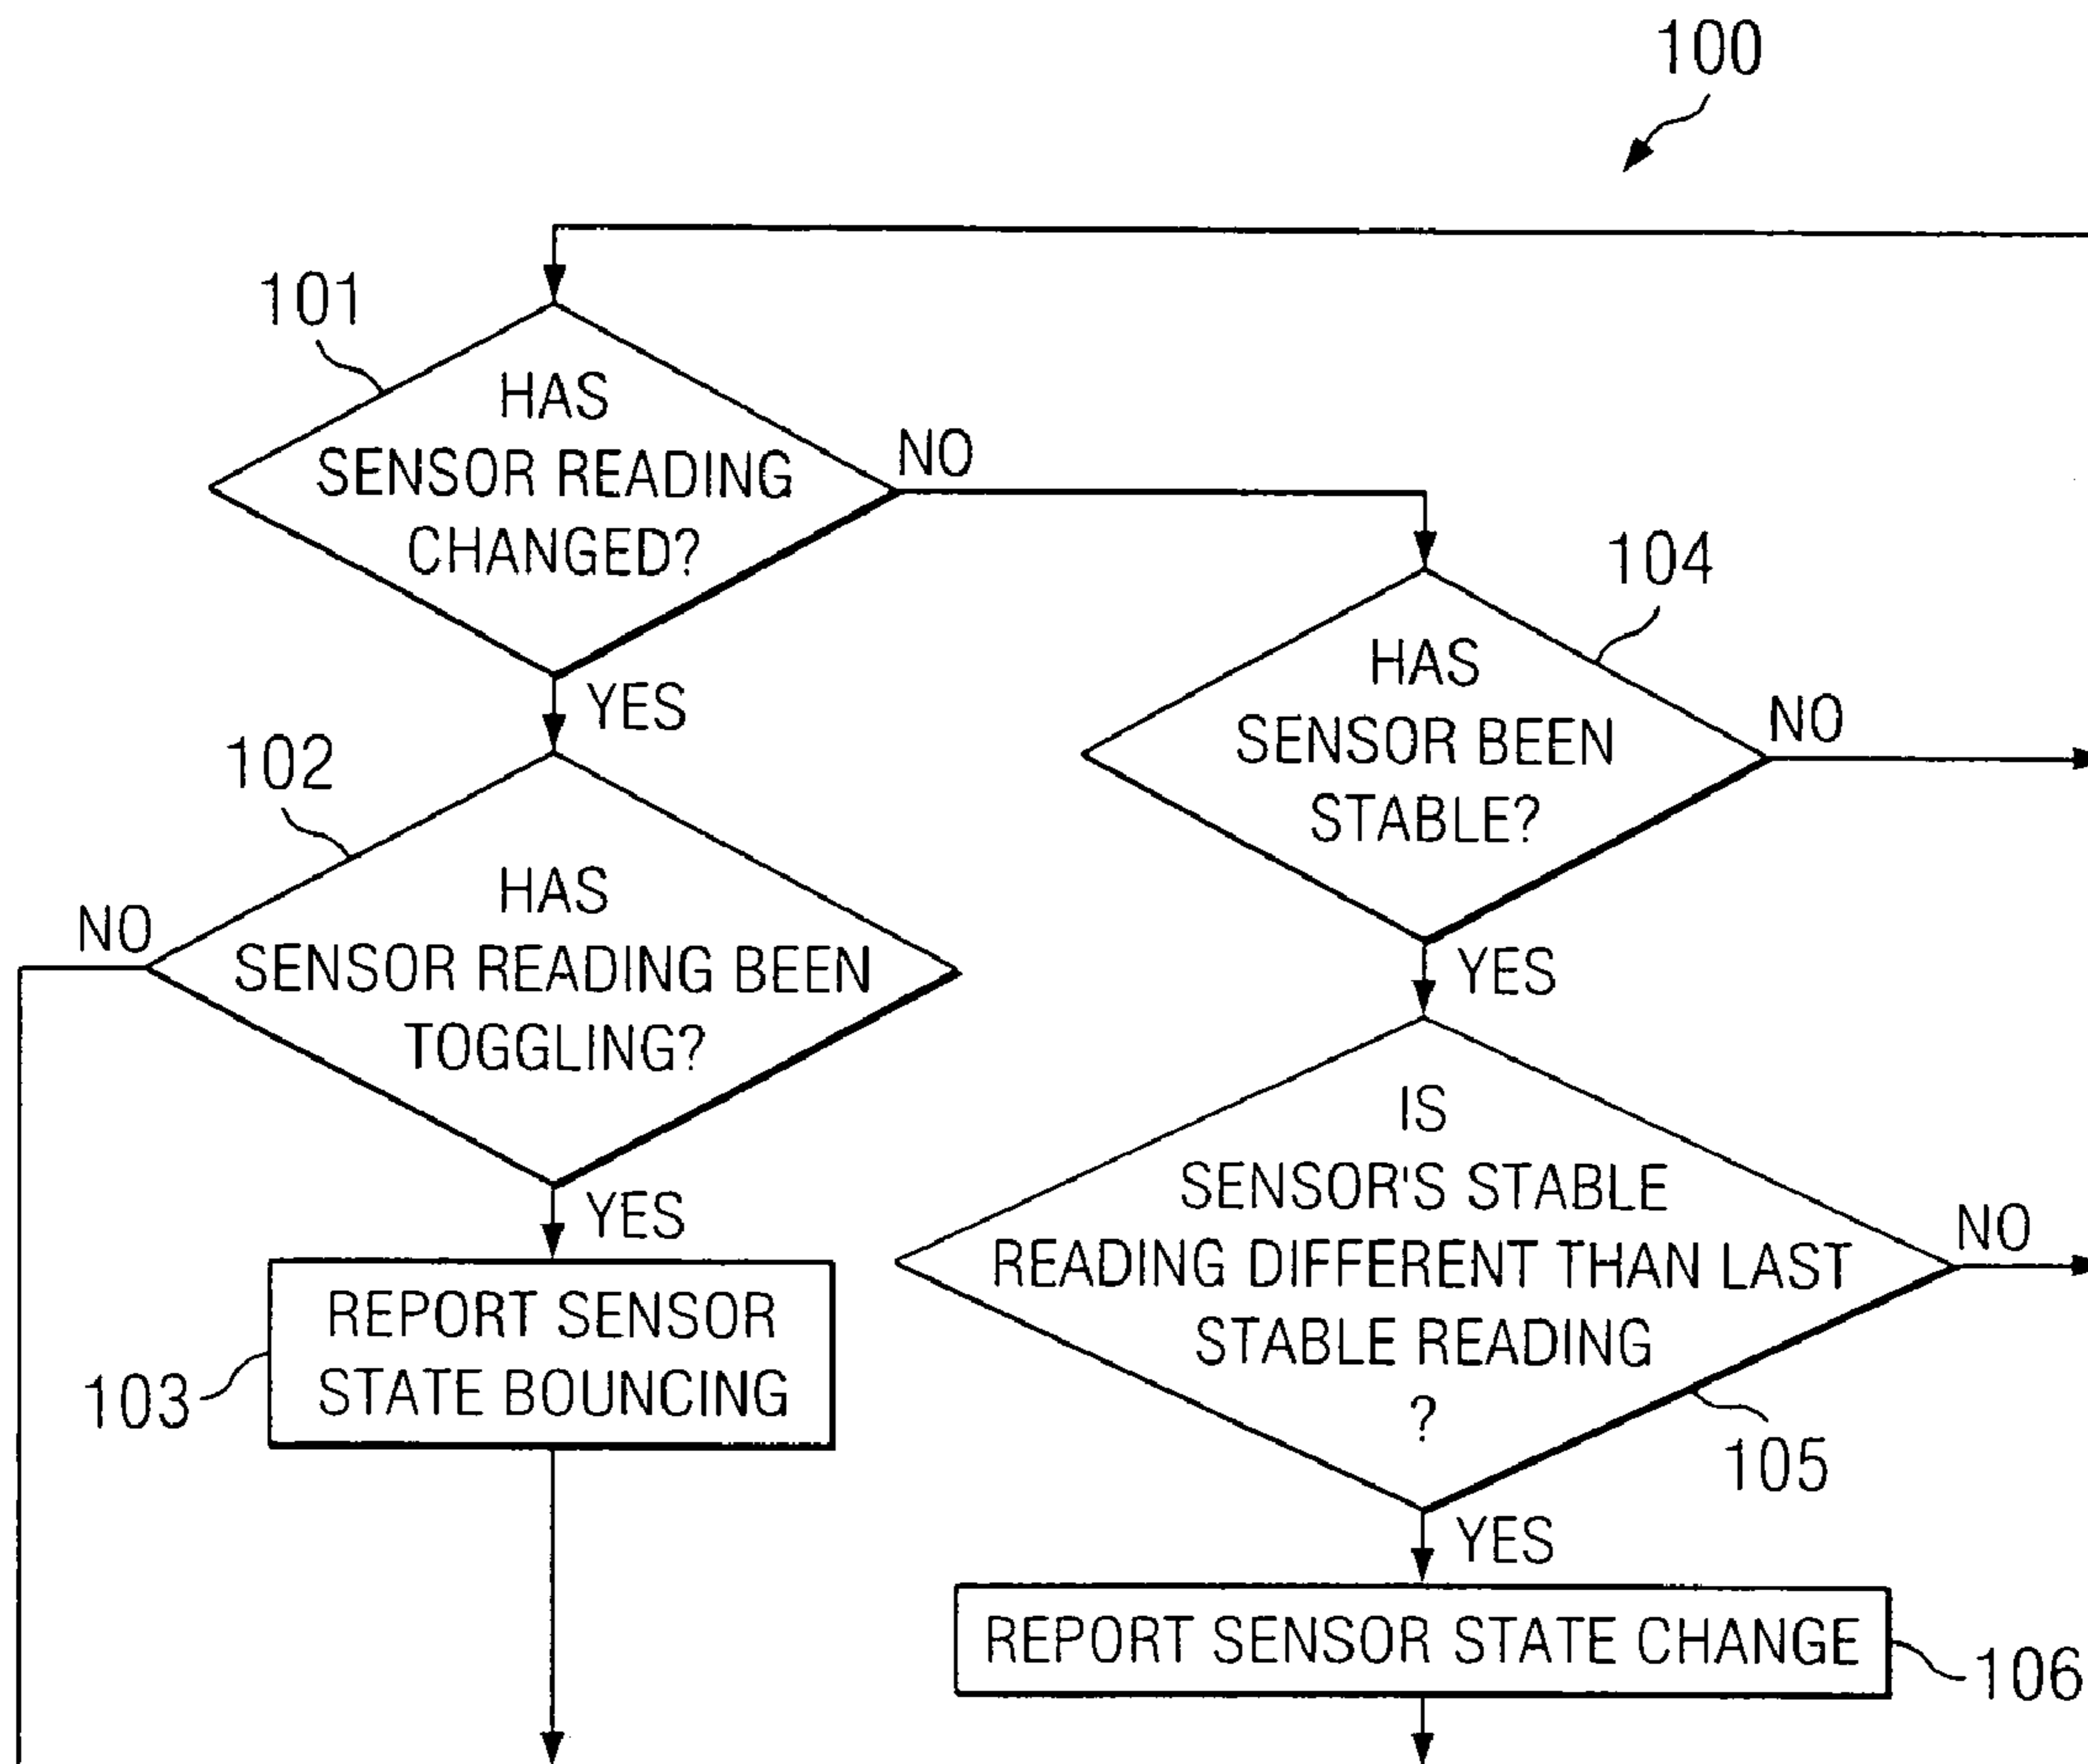 100
101
HAS
SENSOR READING
CHANGED?
NO
YES
104
HAS
SENSOR BEEN
STABLE?
NO
YES
102
HAS
SENSOR READING BEEN
TOGGLING?
NO
YES
IS
SENSOR'S STABLE
READING DIFFERENT THAN LAST
STABLE READING
?
NO
105
YES
REPORT SENSOR
STATE BOUNCING
103
REPORT SENSOR STATE CHANGE
106